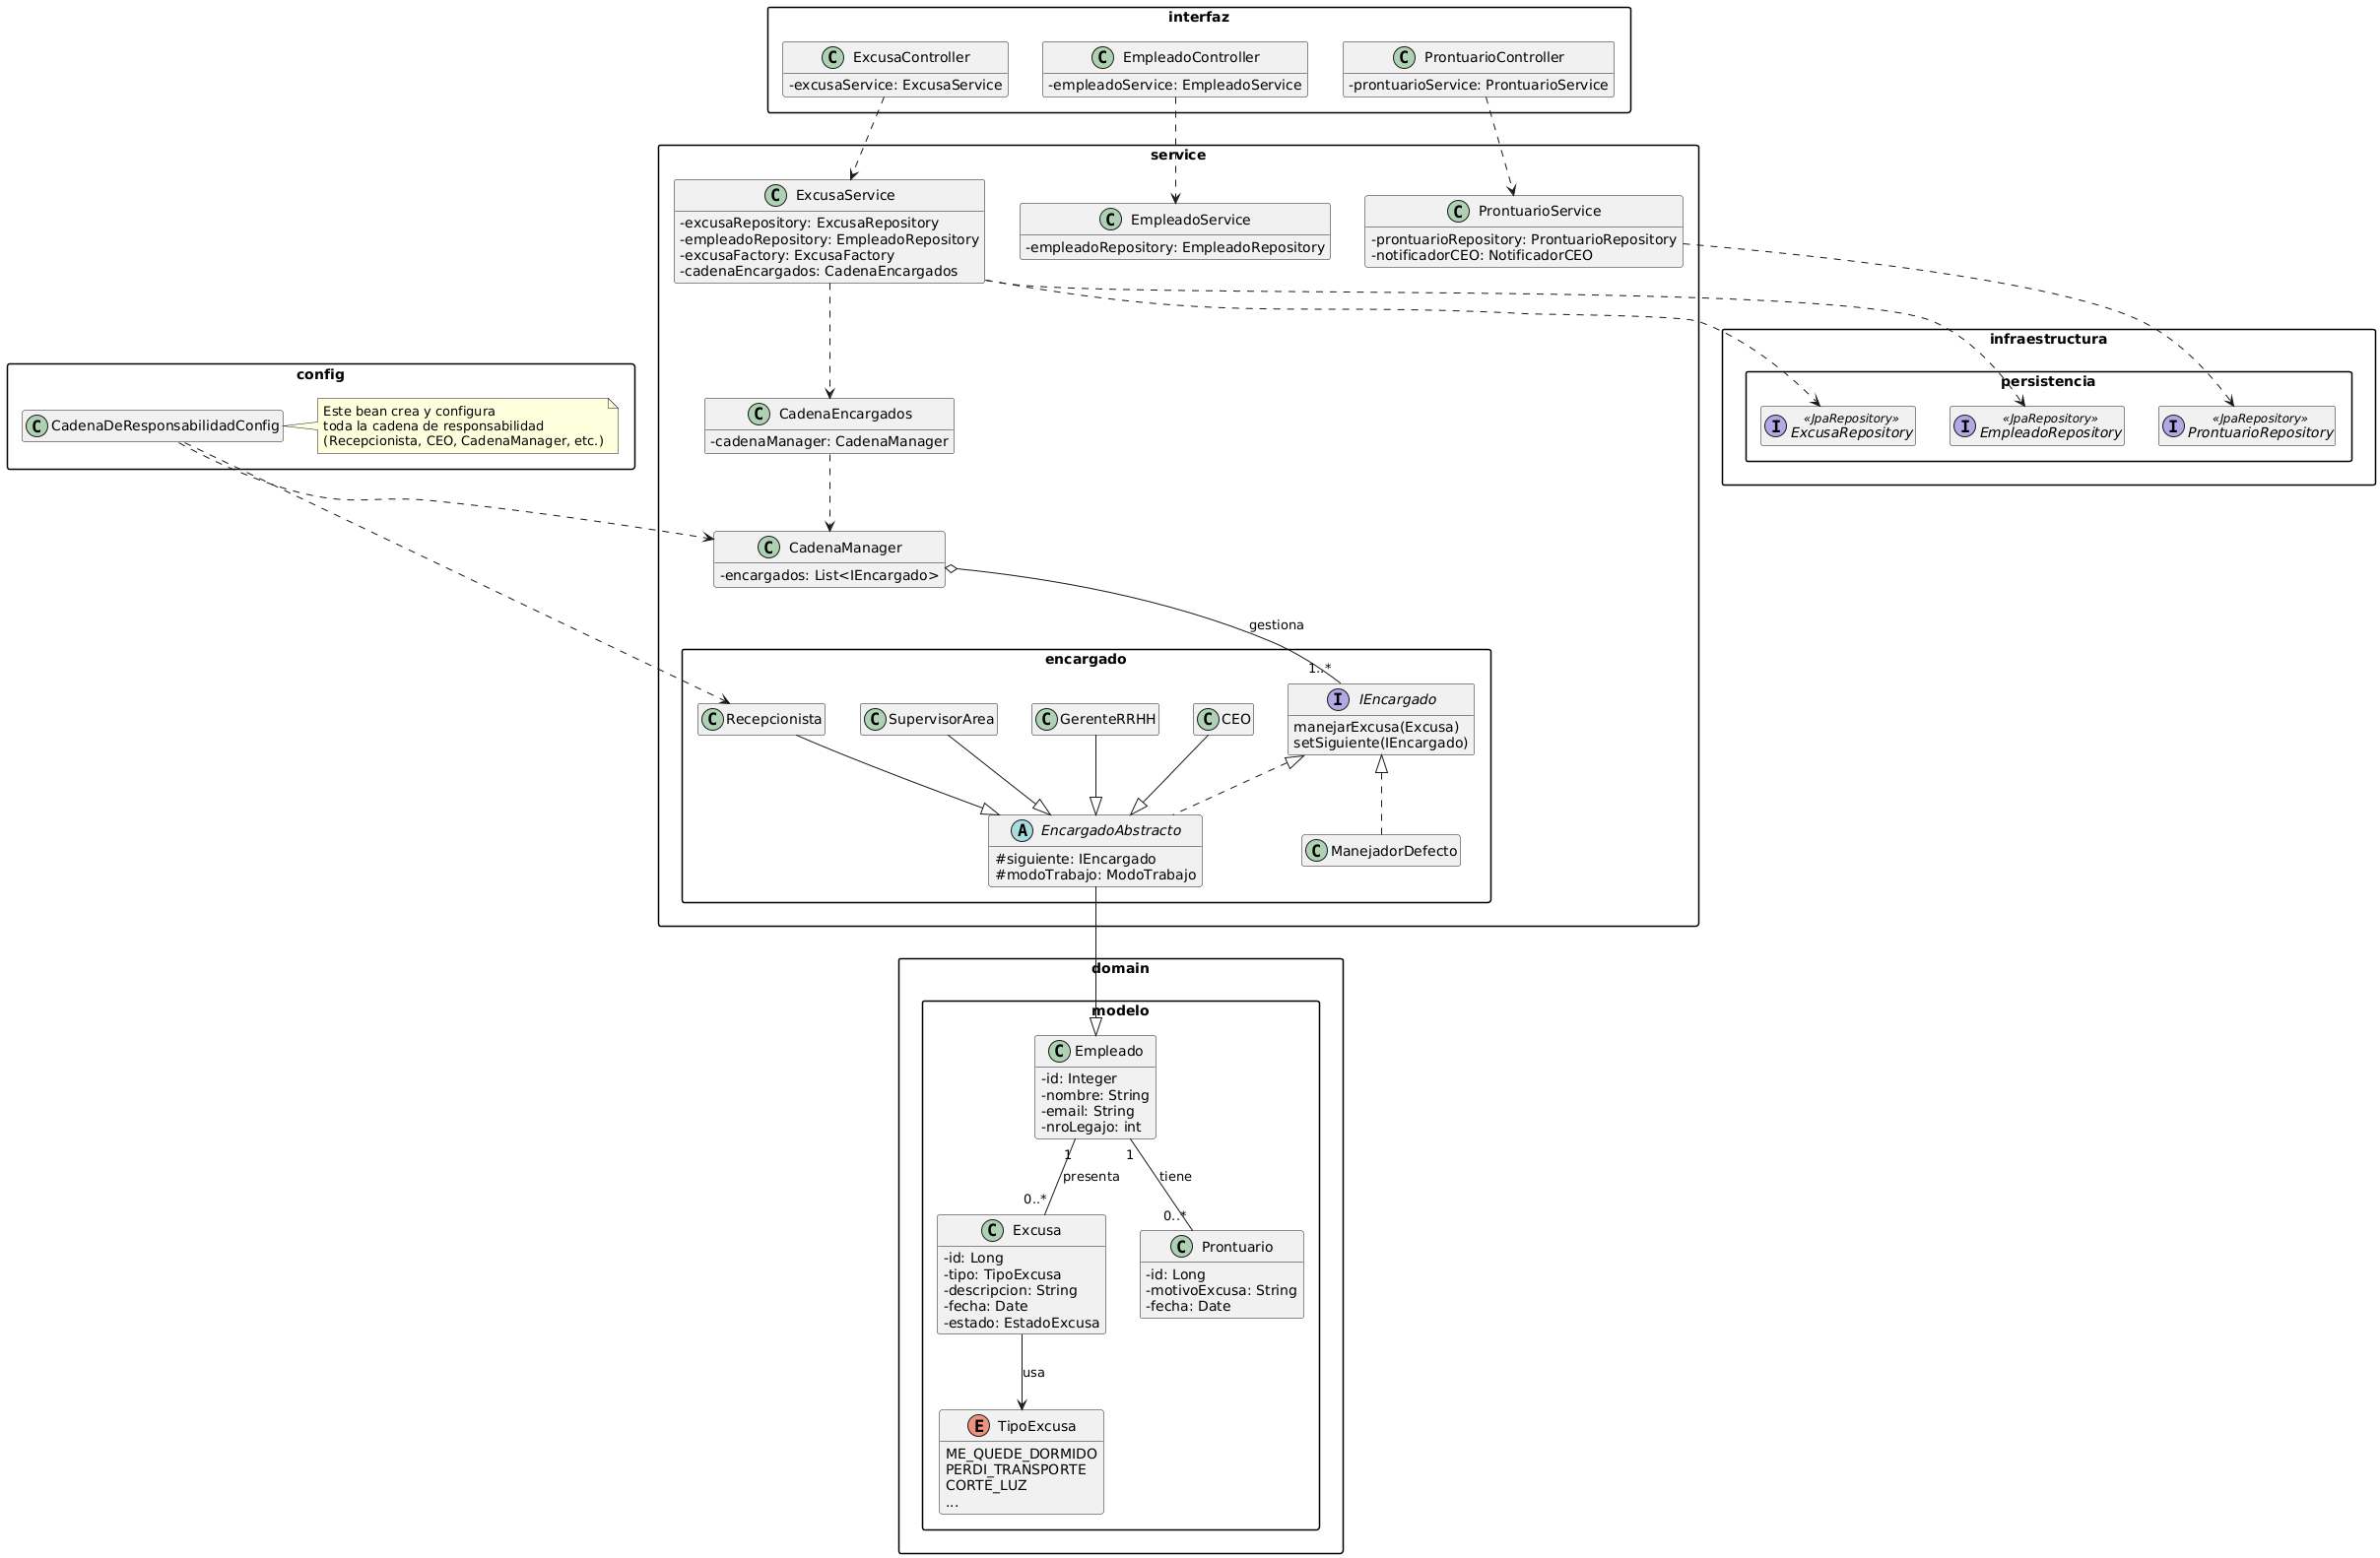 interfaz
C ExcusaController
-excusaService: ExcusaService
C EmpleadoController
-empleadoService: EmpleadoService
C ProntuarioController
-prontuarioService: ProntuarioService
service
C ExcusaService
-excusaRepository: ExcusaRepository
-empleadoRepository: EmpleadoRepository
-excusaFactory: ExcusaFactory
-cadenaEncargados: CadenaEncargados
C EmpleadoService
-empleadoRepository: EmpleadoRepository
C ProntuarioService
-prontuarioRepository: ProntuarioRepository
-notificadorCEO: NotificadorCEO
infraestructura
persistencia
I «JpaRepository»
ExcusaRepository
I «JpaRepository»
EmpleadoRepository
I «JpaRepository»
ProntuarioRepository
config
C CadenaDeResponsabilidadConfig
Este bean crea y configura
toda la cadena de responsabilidad
(Recepcionista, CEO, CadenaManager, etc.)
C CadenaEncargados
-cadenaManager: CadenaManager
C CadenaManager
-encargados: List<IEncargado>
gestiona
1..*
encargado
C Recepcionista
C SupervisorArea
C GerenteRRHH
C CEO
I IEncargado
manejarExcusa(Excusa)
setSiguiente(IEncargado)
A EncargadoAbstracto
#siguiente: IEncargado
#modoTrabajo: ModoTrabajo
C ManejadorDefecto
domain
modelo
C Empleado
-id: Integer
-nombre: String
-email: String
-nroLegajo: int
1
presenta
0..*
1
tiene
0..*
C Excusa
-id: Long
-tipo: TipoExcusa
-descripcion: String
-fecha: Date
-estado: EstadoExcusa
C Prontuario
-id: Long
-motivoExcusa: String
-fecha: Date
usa
E TipoExcusa
ME_QUEDE_DORMIDO
PERDI_TRANSPORTE
CORTE_LUZ
...